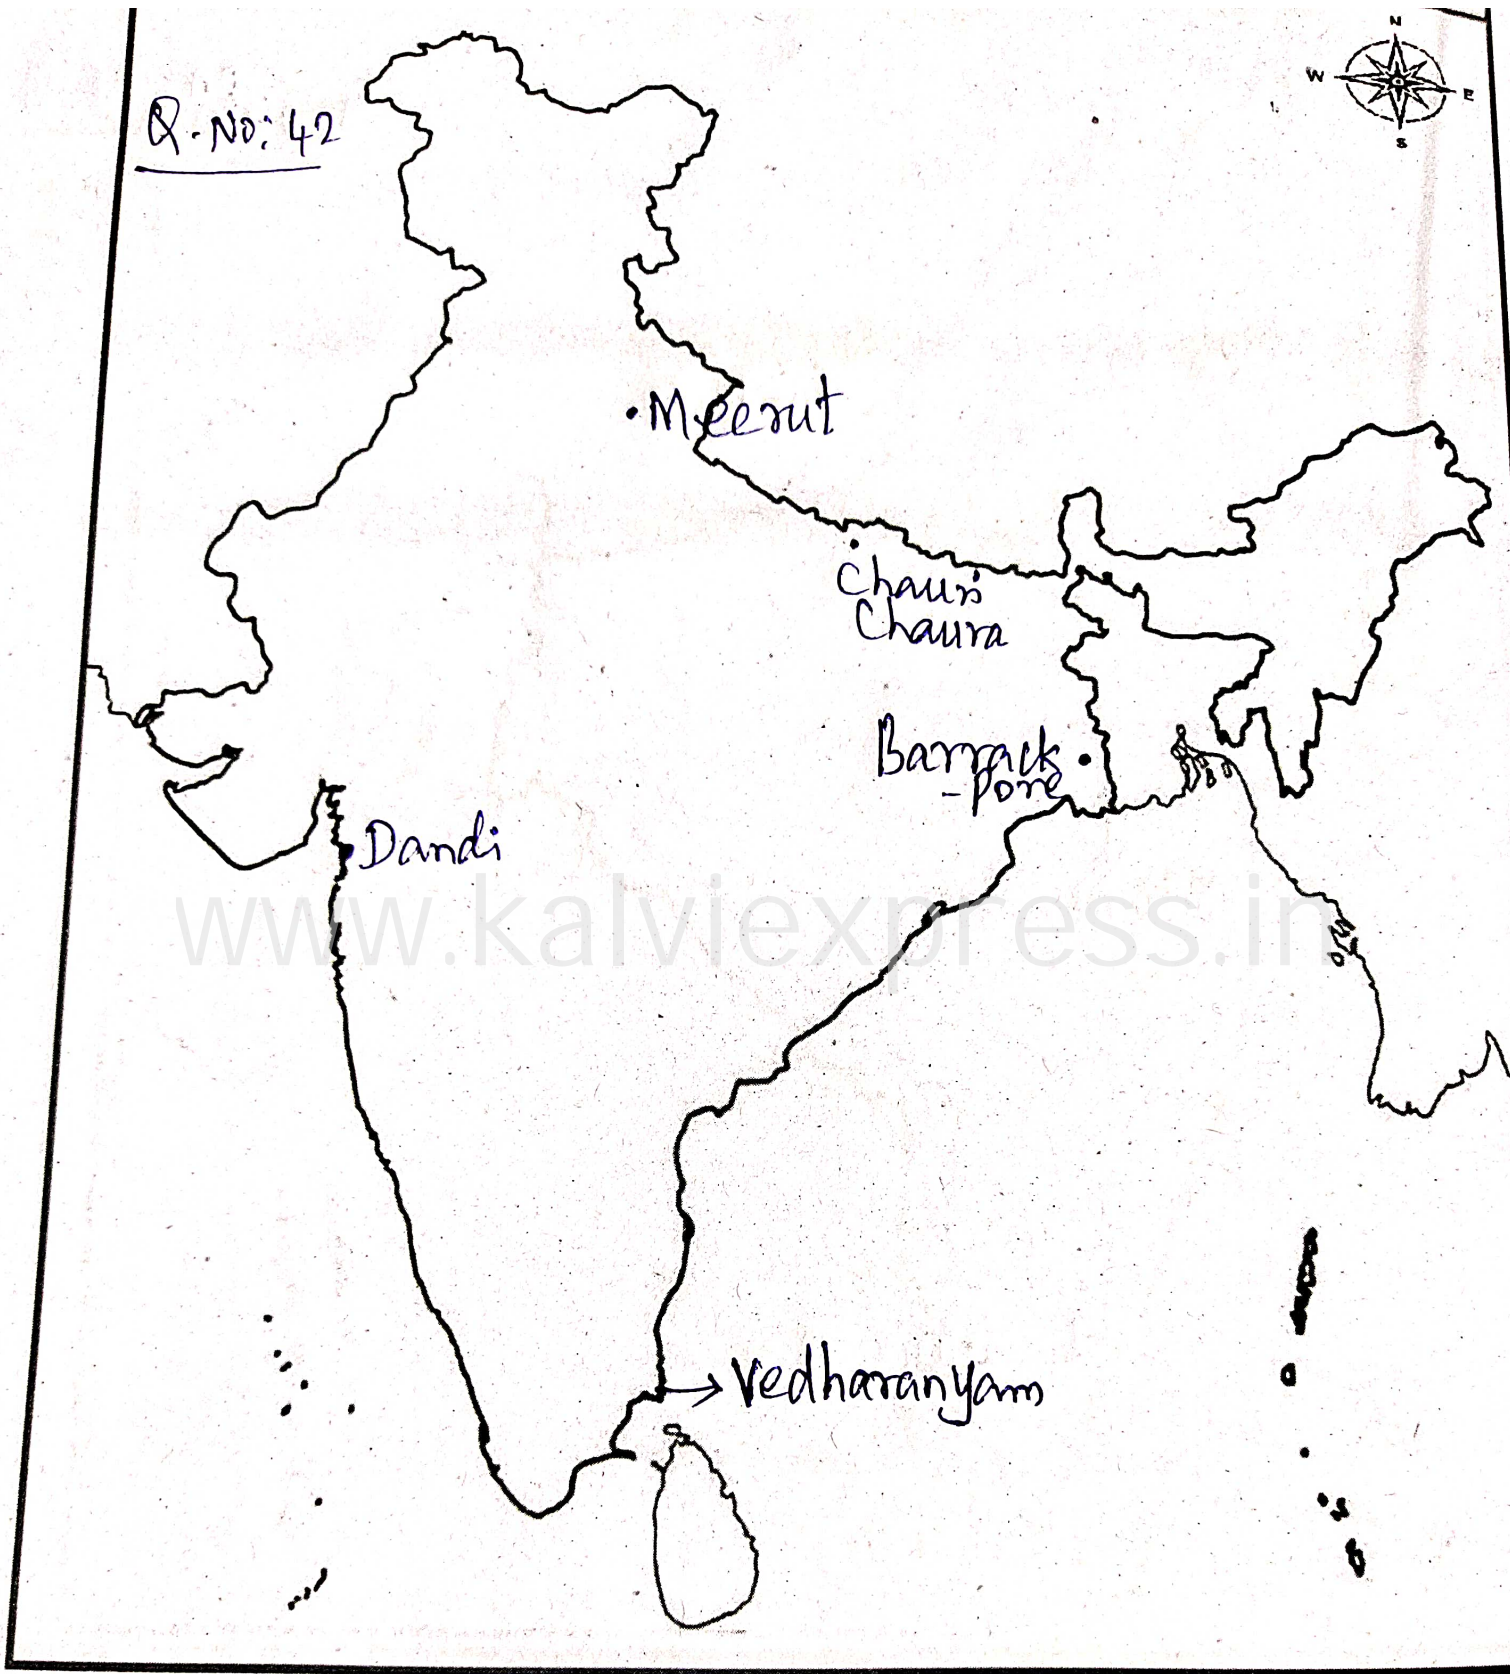 N
W E
S
Q. No: 42
Meerut
Chauri
Chaura
Barrack
-pore
Dandi
www.kalviexpress.in
Vedharanyam